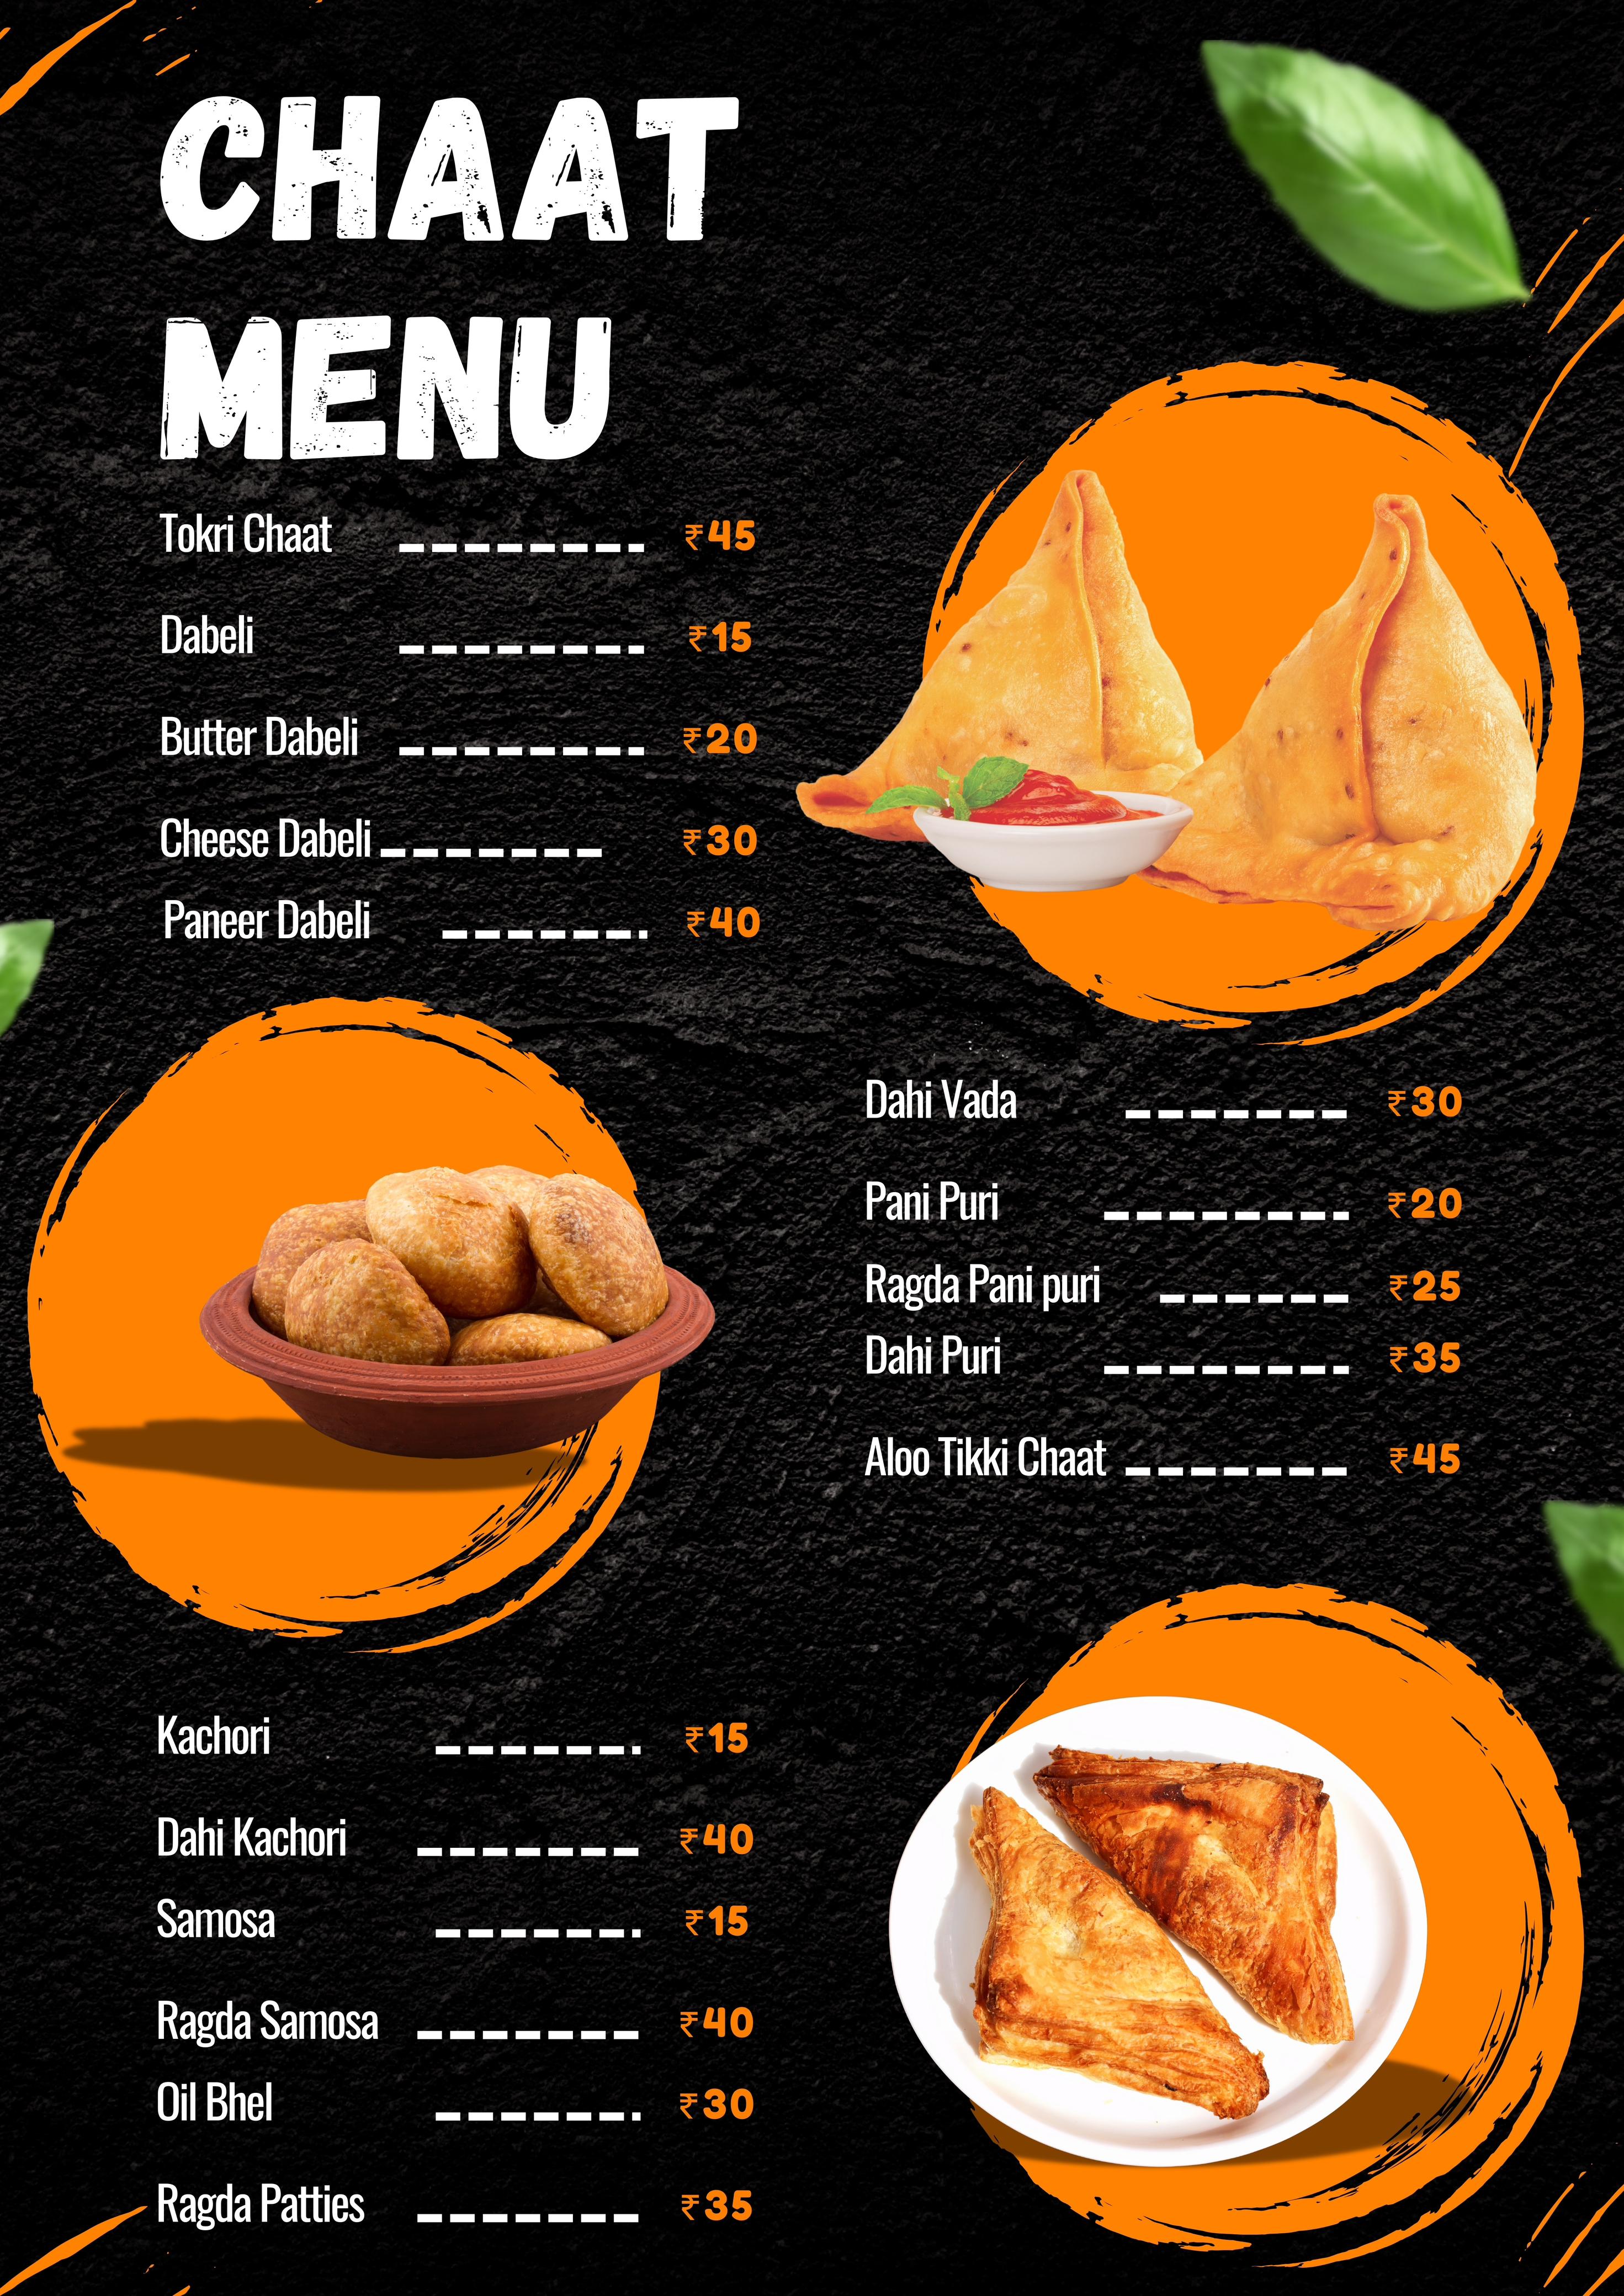 CHAAT
MENU
Tokri Chaat ₹45
Dabeli ₹15
Butter Dabeli ₹20
Cheese Dabeli ₹30
Paneer Dabeli ₹40
Dahi Vada ₹30
Pani Puri ₹20
Ragda Pani puri ₹25
Dahi Puri ₹35
Aloo Tikki Chaat ₹45
Kachori ₹15
Dahi Kachori ₹40
Samosa ₹15
Ragda Samosa ₹40
Oil Bhel ₹30
Ragda Patties ₹35